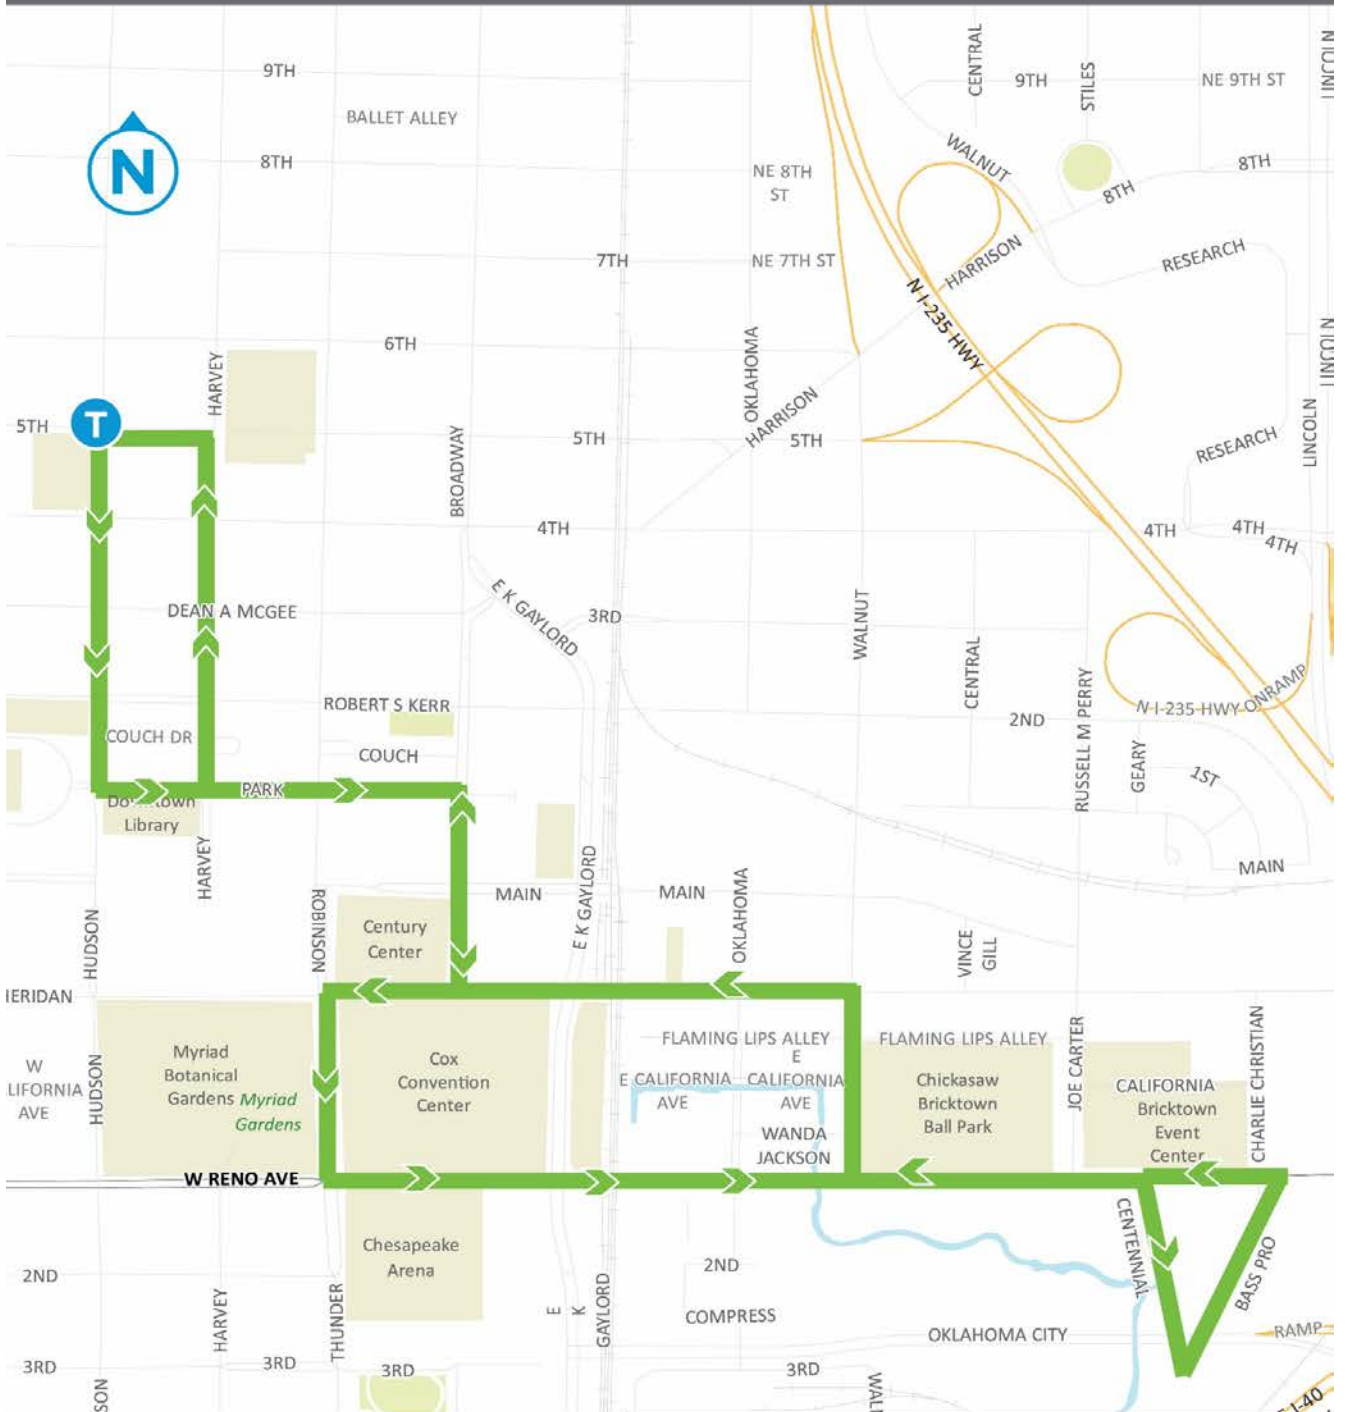 9TH
BALLET ALLEY
8TH
N
CENTRAL
9TH
STILES
NE 9TH ST
WALNUT
8TH
8TH
NE 8TH
ST
7TH
NE 7TH ST
HARRISON
RESEARCH
N I-235 HWY
6TH
HARVEY
OKLAHOMA
HARRISON
5TH
T
BROADWAY
5TH
5TH
RESEARCH
LINCOLN
4TH
4TH
4TH
4TH
DEAN A MCGEE
E K GAYLORD
3RD
WALNUT
CENTRAL
RUSSELL M PERRY
N I-235 HWY ONRAMP
ROBERT S KERR
2ND
COUCH DR
COUCH
GEARY
1ST
PARK
Downtown
Library
HARVEY
MAIN
E K GAYLORD
MAIN
OKLAHOMA
MAIN
HUDSON
ROBINSON
Century
Center
VINCE
GILL
IERIDAN
FLAMING LIPS ALLEY
FLAMING LIPS ALLEY
JOE CARTER
CHARLIE CHRISTIAN
W
LIFORNIA
AVE
HUDSON
Myriad
Botanical
Gardens
Myriad
Gardens
Cox
Convention
Center
E CALIFORNIA
AVE
E
CALIFORNIA
AVE
WANDA
JACKSON
Chickasaw
Bricktown
Ball Park
CALIFORNIA
Bricktown
Event
Center
W RENO AVE
CENTENNIAL
BASS PRO
Chesapeake
Arena
2ND
HARVEY
THUNDER
E K
GAYLORD
2ND
COMPRESS
OKLAHOMA CITY
RAMP
3RD
3RD
3RD
3RD
SON
WAL
I-40